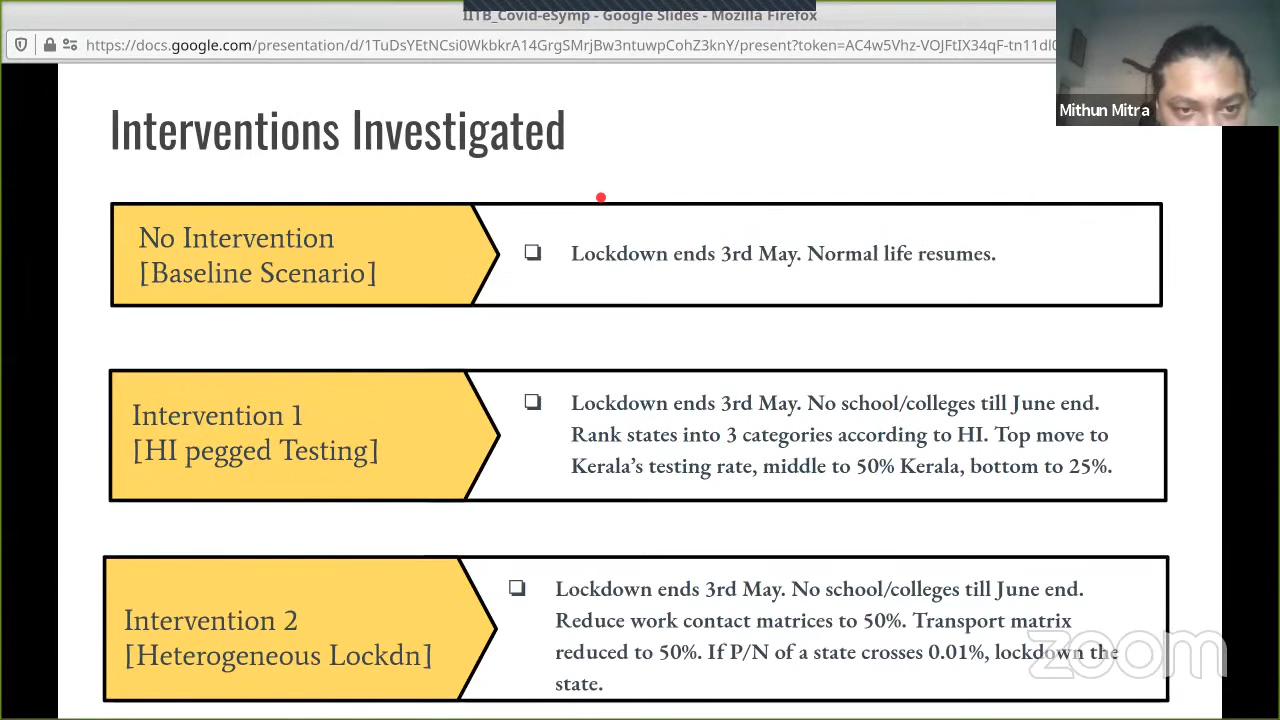 IITB_Covid-eSymp - Google Slides - Mozilla Firefox
https://docs.google.com/presentation/d/1TuDsYEtNCsi0WkbkrA14GrgSMrjBw3ntuwpCohZ3knY/present?token=AC4w5Vhz-VOJFtIX34qF-tn11dl0
Mithun Mitra
Interventions Investigated
No Intervention
[Baseline Scenario]
Lockdown ends 3rd May. Normal life resumes.
Intervention 1
[HI pegged Testing]
Lockdown ends 3rd May. No school/colleges till June end.
Rank states into 3 categories according to HI. Top move to
Kerala’s testing rate, middle to 50% Kerala, bottom to 25%.
Intervention 2
[Heterogeneous Lockdn]
Lockdown ends 3rd May. No school/colleges till June end.
Reduce work contact matrices to 50%. Transport matrix
reduced to 50%. If P/N of a state crosses 0.01%, lockdown the
state.
zoom